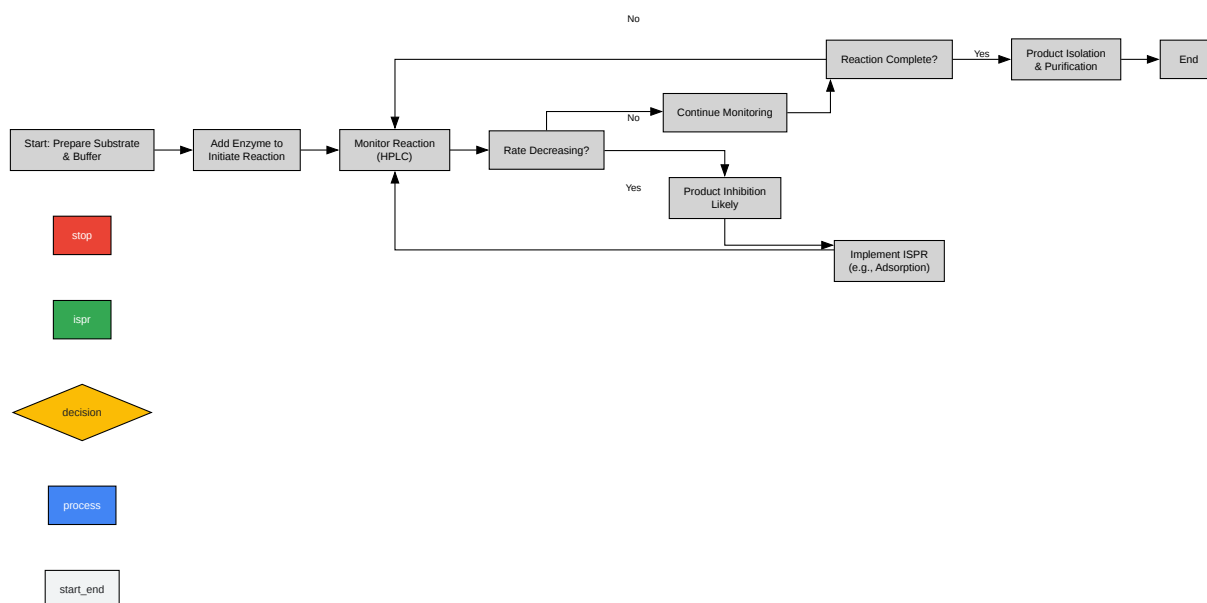 No
Reaction Complete?
Yes
Product Isolation
& Purification
End
Continue Monitoring
No
Start: Prepare Substrate
& Buffer
Add Enzyme to
Initiate Reaction
Monitor Reaction
(HPLC)
Rate Decreasing?
Yes
Product Inhibition
Likely
Implement ISPR
(e.g., Adsorption)
stop
ispr
decision
process
start_end